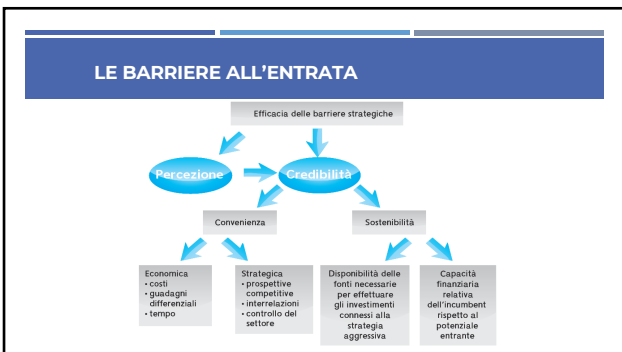 LE BARRIERE ALL'ENTRATA
Efficacia delle barriere strategiche
Percezione
Credibilità
Convenienza
Sostenibilità
Economica
• costi
• guadagni
differenziali
• tempo
Strategica
• prospettive
competitive
• interrelazioni
• controllo del
settore
Disponibilità delle
fonti necessarie
per effettuare
gli investimenti
connessi alla
strategia
aggressiva
Capacità
finanziaria
relativa
dell'incumbent
rispetto al
potenziale
entrante